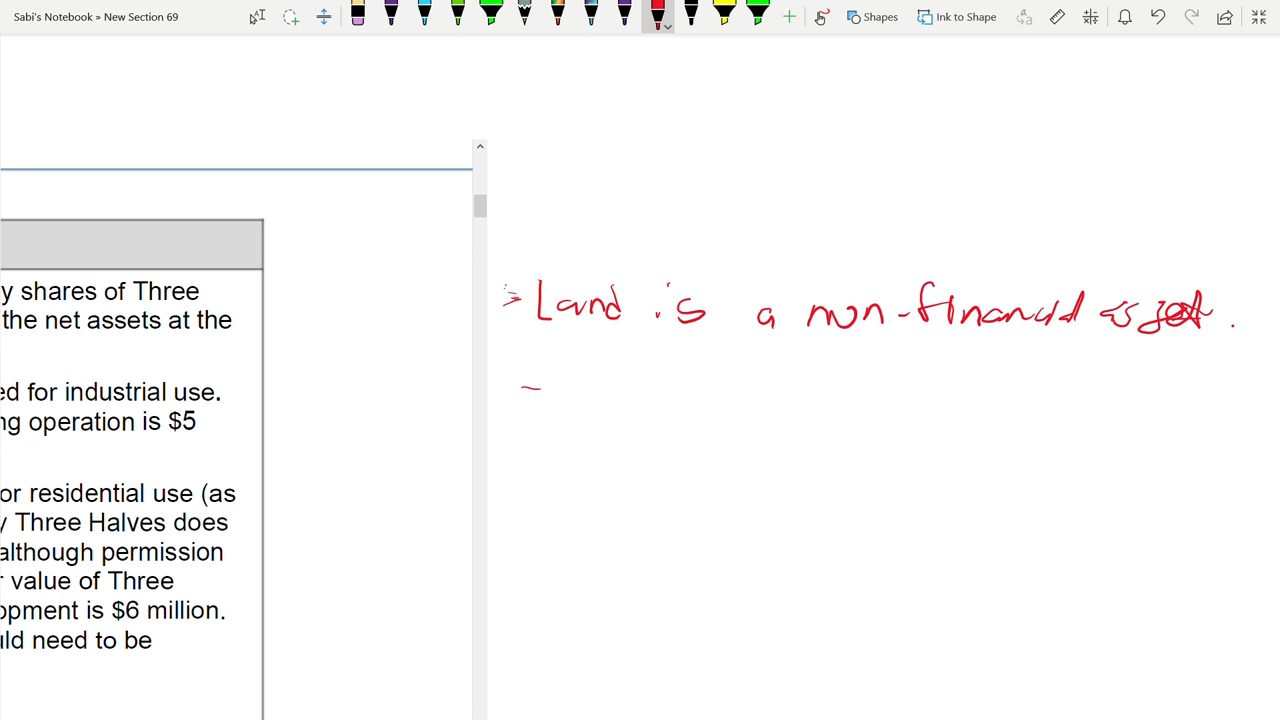 Sabi's Notebook » New Section 69
Shapes
Ink to Shape
y shares of Three
the net assets at the
ed for industrial use.
ng operation is $5
or residential use (as
y Three Halves does
although permission
r value of Three
opment is $6 million.
uld need to be
Land is a non-financial asset.